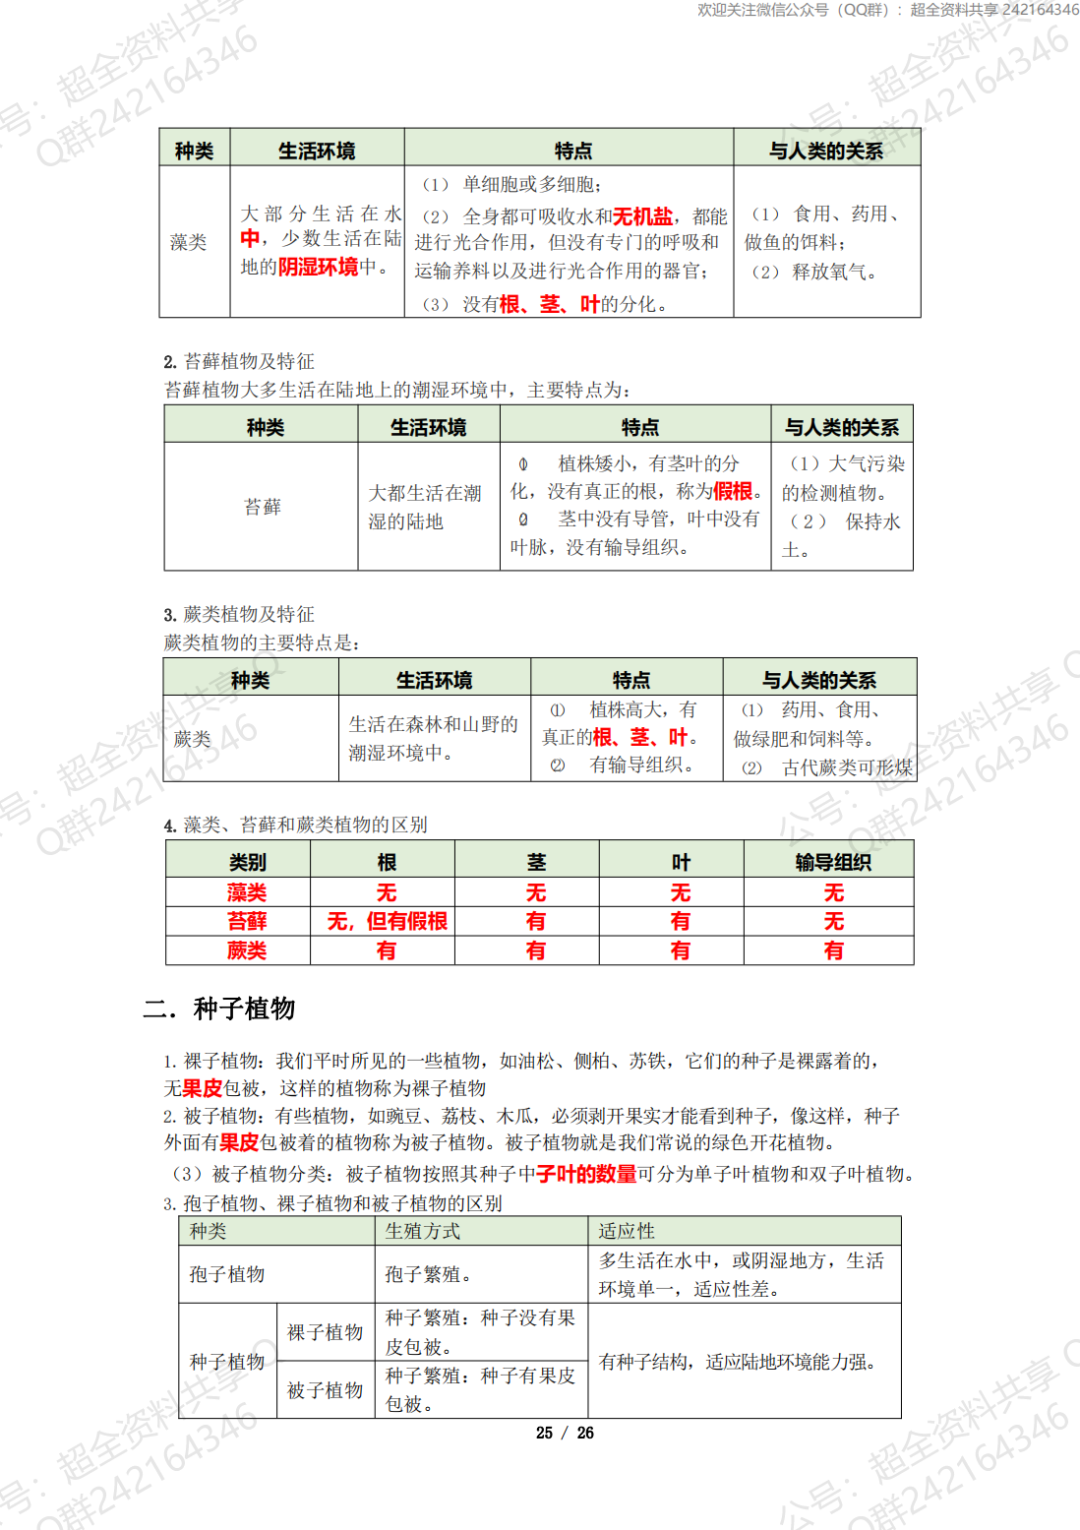 欢迎关注微信公众号（QQ群）：超全资料共享 242164346
种类 生活环境 特点 与人类的关系
藻类
大部分生活在水
中，少数生活在陆
地的阴湿环境中。
（1） 单细胞或多细胞；
（2） 全身都可吸收水和无机盐，都能
进行光合作用，但没有专门的呼吸和
运输养料以及进行光合作用的器官；
（3） 没有根、茎、叶的分化。
（1） 食用、药用、
做鱼的饵料；
（2） 释放氧气。
2. 苔藓植物及特征
苔藓植物大多生活在陆地上的潮湿环境中，主要特点为：
种类 生活环境 特点 与人类的关系
苔藓
大都生活在潮
湿的陆地
① 植株矮小，有茎叶的分
化，没有真正的根，称为假根。
② 茎中没有导管，叶中没有
叶脉，没有输导组织。
（1）大气污染
的检测植物。
（2） 保持水
土。
3. 蕨类植物及特征
蕨类植物的主要特点是：
种类 生活环境 特点 与人类的关系
蕨类
生活在森林和山野的
潮湿环境中。
⑴ 植株高大，有
真正的根、茎、叶。
⑵ 有输导组织。
⑴ 药用、食用、
做绿肥和饲料等。
⑵ 古代蕨类可形煤
4. 藻类、苔藓和蕨类植物的区别
类别 根 茎 叶 输导组织
藻类 无 无 无 无
苔藓 无，但有假根 有 有 无
蕨类 有 有 有 有
二．种子植物
1. 裸子植物：我们平时所见的一些植物，如油松、侧柏、苏铁，它们的种子是裸露着的，
无果皮包被，这样的植物称为裸子植物
2. 被子植物：有些植物，如豌豆、荔枝、木瓜，必须剥开果实才能看到种子，像这样，种子
外面有果皮包被着的植物称为被子植物。被子植物就是我们常说的绿色开花植物。
（3）被子植物分类：被子植物按照其种子中子叶的数量可分为单子叶植物和双子叶植物。
3. 孢子植物、裸子植物和被子植物的区别
种类 生殖方式 适应性
孢子植物 孢子繁殖。
多生活在水中，或阴湿地方，生活
环境单一，适应性差。
种子植物
裸子植物
种子繁殖：种子没有果
皮包被。
被子植物
种子繁殖：种子有果皮
包被。
有种子结构，适应陆地环境能力强。
25 / 26
公众号：超全资料共享 Q
Q群242164346